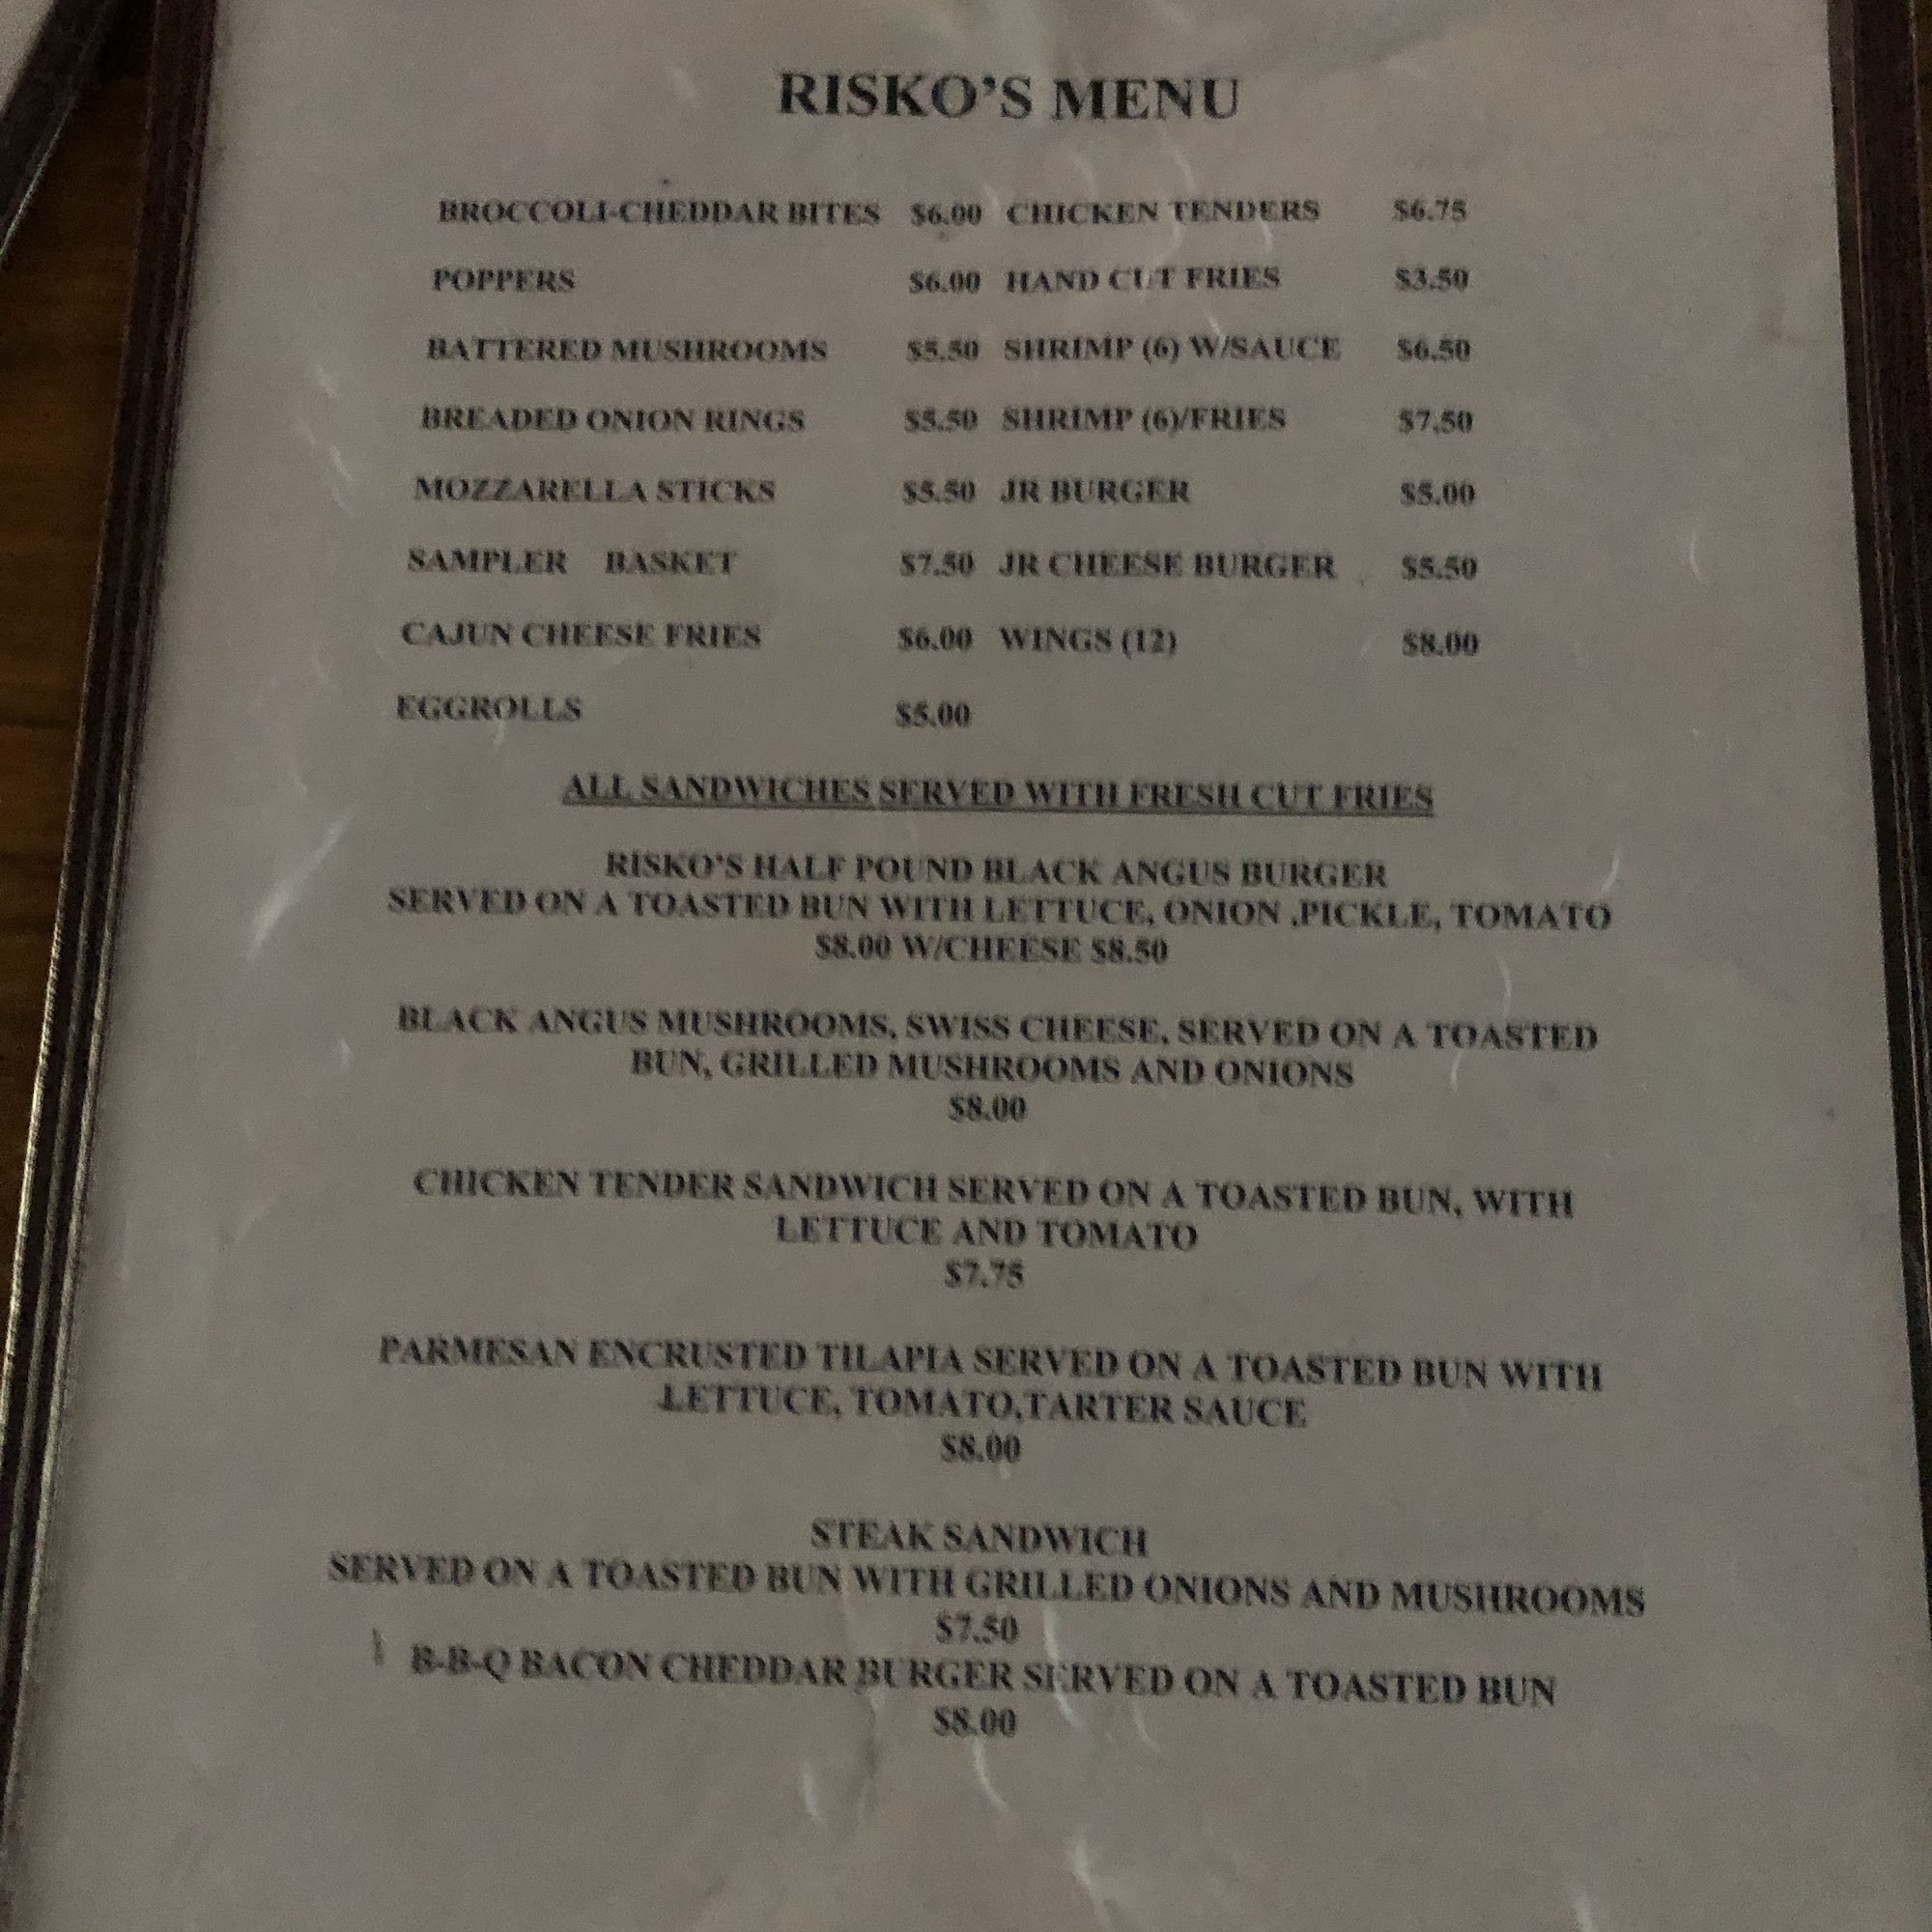 RISKO'S MENU
BROCCOLI-CHEDDAR BITES $6.00 CHICKEN TENDERS $6.75
POPPERS $6.00 HAND CUT FRIES $3.50
BATTERED MUSHROOMS $5.50 SHRIMP (6) W/SAUCE $6.50
BREADED ONION RINGS $5.50 SHRIMP (6)/FRIES $7.50
MOZZARELLA STICKS $5.50 JR BURGER $5.00
SAMPLER BASKET $7.50 JR CHEESE BURGER $5.50
CAJUN CHEESE FRIES $6.00 WINGS (12) $8.00
EGGROLLS $5.00
ALL SANDWICHES SERVED WITH FRESH CUT FRIES
RISKO'S HALF POUND BLACK ANGUS BURGER
SERVED ON A TOASTED BUN WITH LETTUCE, ONION ,PICKLE, TOMATO
$8.00 W/CHEESE $8.50
BLACK ANGUS MUSHROOMS, SWISS CHEESE, SERVED ON A TOASTED
BUN, GRILLED MUSHROOMS AND ONIONS
$8.00
CHICKEN TENDER SANDWICH SERVED ON A TOASTED BUN, WITH
LETTUCE AND TOMATO
$7.75
PARMESAN ENCRUSTED TILAPIA SERVED ON A TOASTED BUN WITH
LETTUCE, TOMATO,TARTER SAUCE
$8.00
STEAK SANDWICH
SERVED ON A TOASTED BUN WITH GRILLED ONIONS AND MUSHROOMS
$7.50
B-B-Q BACON CHEDDAR BURGER SERVED ON A TOASTED BUN
$8.00